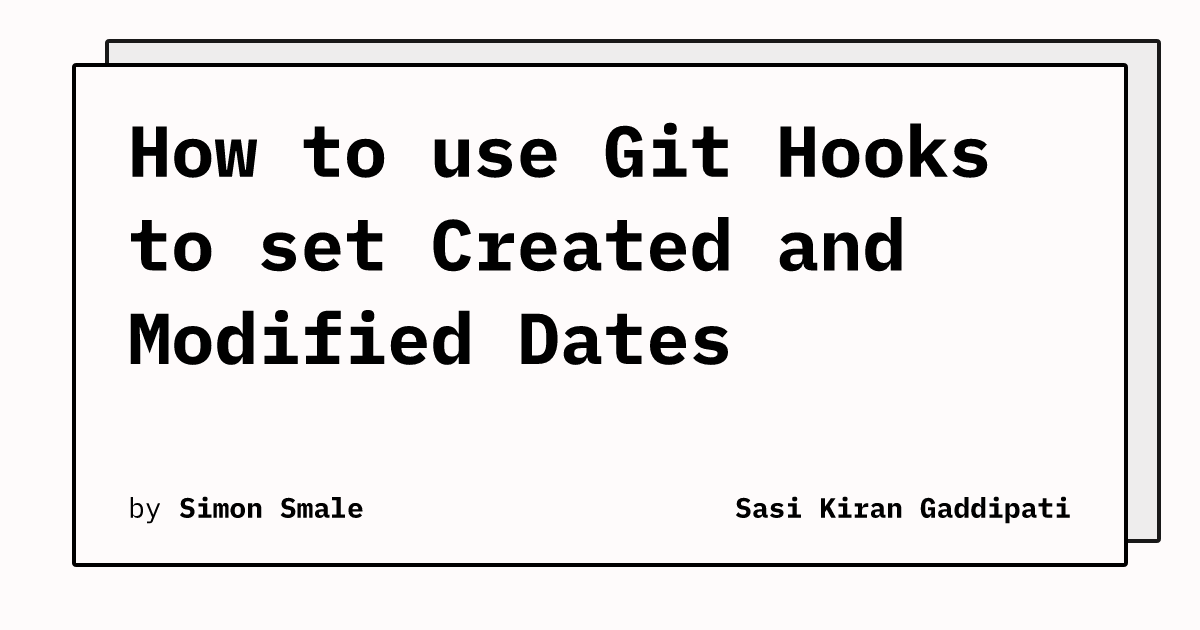 How to use Git Hooks
to set Created and
Modified Dates
by Simon Smale
Sasi Kiran Gaddipati